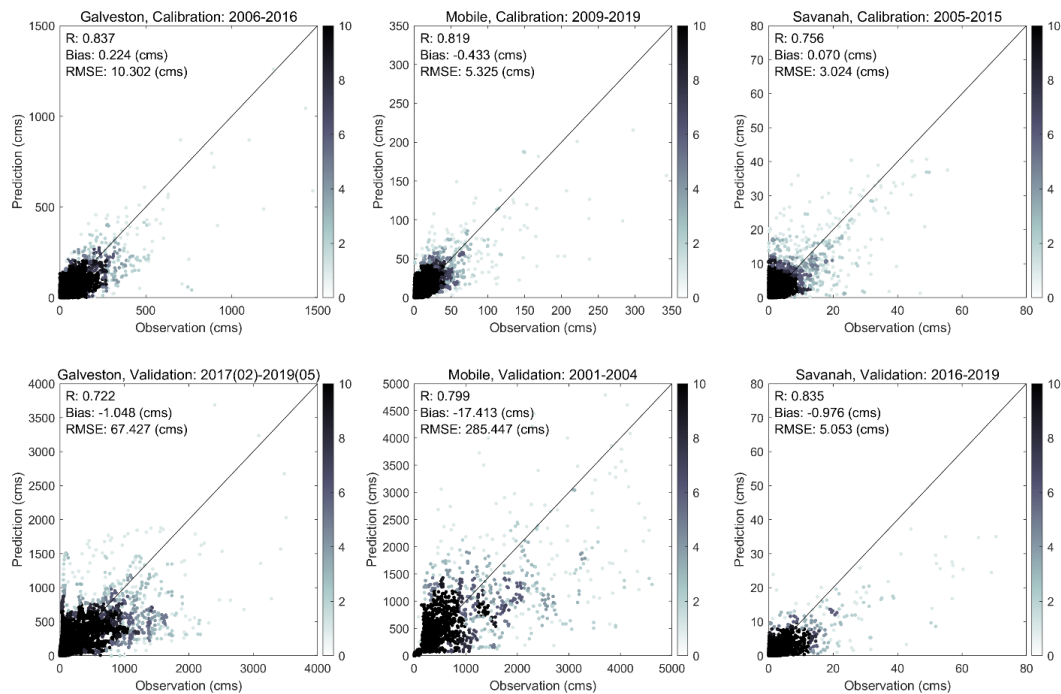 Galveston, Calibration: 2006-2016
R: 0.837
Bias: 0.224 (cms)
RMSE: 10.302 (cms)
Prediction (cms)
1500
1000
500
0
0 500 1000 1500
Observation (cms)
10
8
6
4
2
0
Mobile, Calibration: 2009-2019
R: 0.819
Bias: -0.433 (cms)
RMSE: 5.325 (cms)
Prediction (cms)
350
300
250
200
150
100
50
0
0 50 100 150 200 250 300 350
Observation (cms)
10
8
6
4
2
0
Savanah, Calibration: 2005-2015
R: 0.756
Bias: 0.070 (cms)
RMSE: 3.024 (cms)
Prediction (cms)
80
70
60
50
40
30
20
10
0
0 20 40 60 80
Observation (cms)
10
8
6
4
2
0
Galveston, Validation: 2017(02)-2019(05)
R: 0.722
Bias: -1.048 (cms)
RMSE: 67.427 (cms)
Prediction (cms)
4000
3500
3000
2500
2000
1500
1000
500
0
0 1000 2000 3000 4000
Observation (cms)
10
8
6
4
2
0
Mobile, Validation: 2001-2004
R: 0.799
Bias: -17.413 (cms)
RMSE: 285.447 (cms)
Prediction (cms)
5000
4500
4000
3500
3000
2500
2000
1500
1000
500
0
0 1000 2000 3000 4000 5000
Observation (cms)
10
8
6
4
2
0
Savanah, Validation: 2016-2019
R: 0.835
Bias: -0.976 (cms)
RMSE: 5.053 (cms)
Prediction (cms)
80
70
60
50
40
30
20
10
0
0 20 40 60 80
Observation (cms)
10
8
6
4
2
0